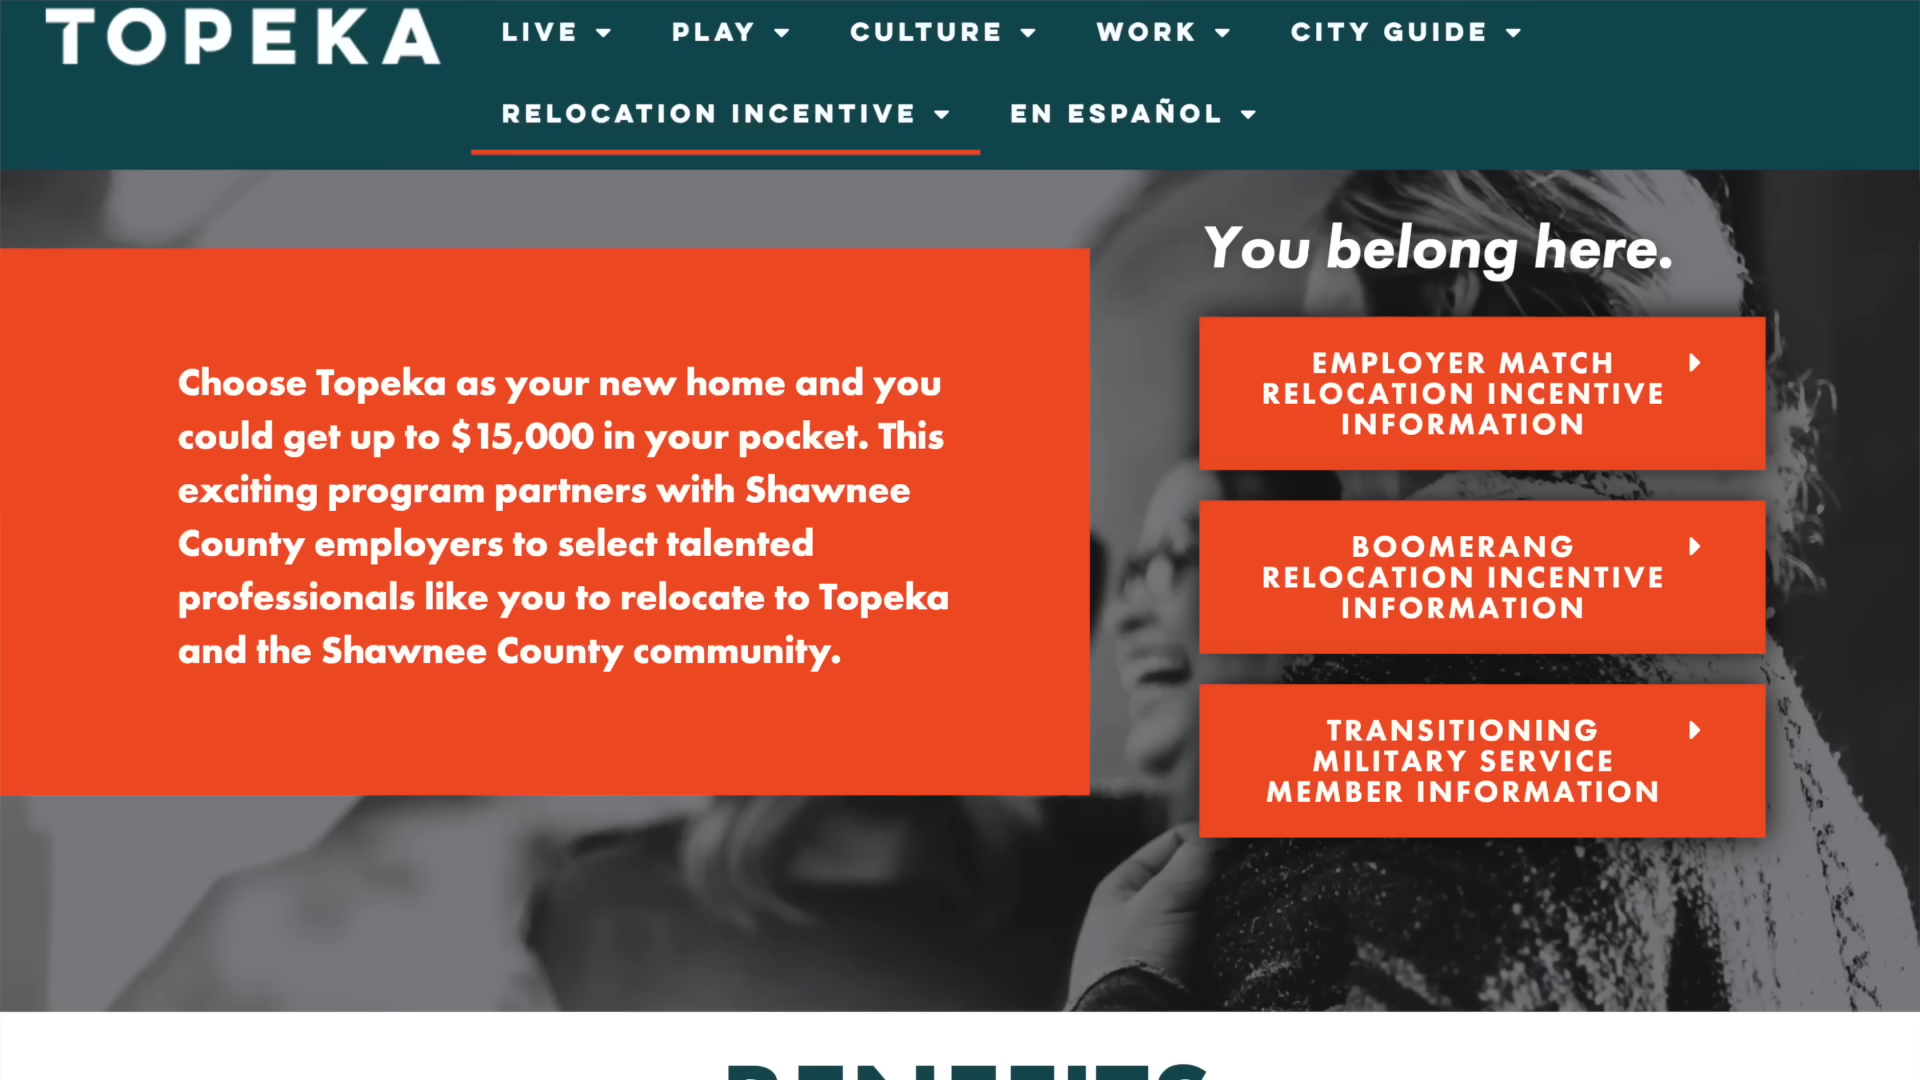 TOPEKA
LIVE
PLAY
CULTURE
WORK
CITY GUIDE
RELOCATION INCENTIVE
EN ESPAÑOL
You belong here.
Choose Topeka as your new home and you
could get up to $15,000 in your pocket. This
exciting program partners with Shawnee
County employers to select talented
professionals like you to relocate to Topeka
and the Shawnee County community.
EMPLOYER MATCH
RELOCATION INCENTIVE
INFORMATION
BOOMERANG
RELOCATION INCENTIVE
INFORMATION
TRANSITIONING
MILITARY SERVICE
MEMBER INFORMATION
BENEFITS